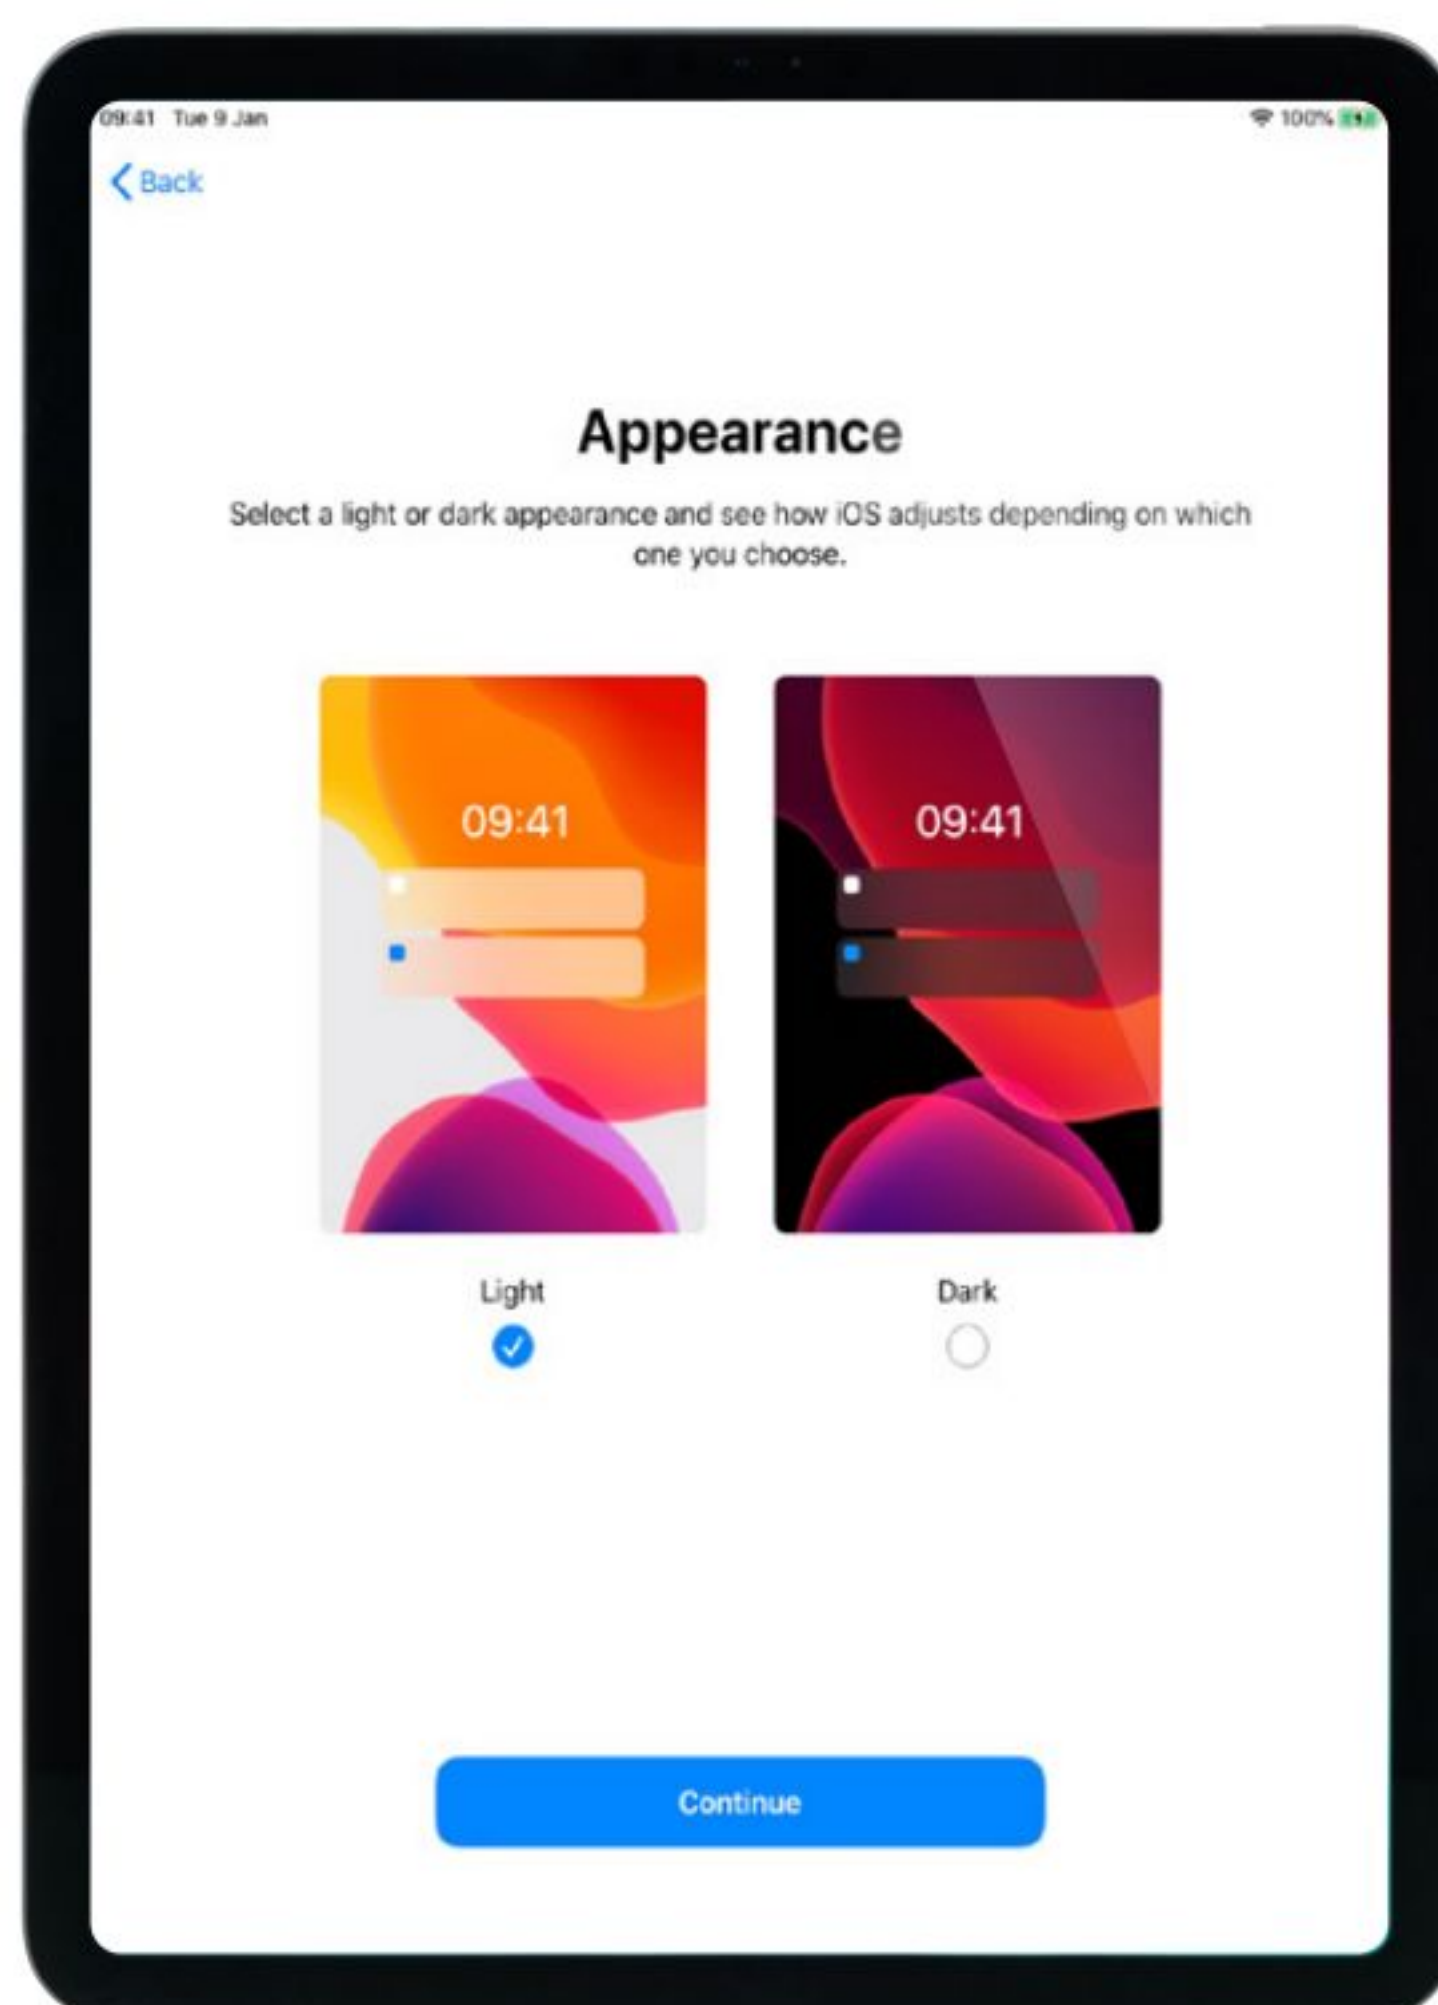 09:41 Tue 9 Jan
100%
Back
Appearance
Select a light or dark appearance and see how iOS adjusts depending on which
one you choose.
09:41
09:41
Light
Dark
Continue